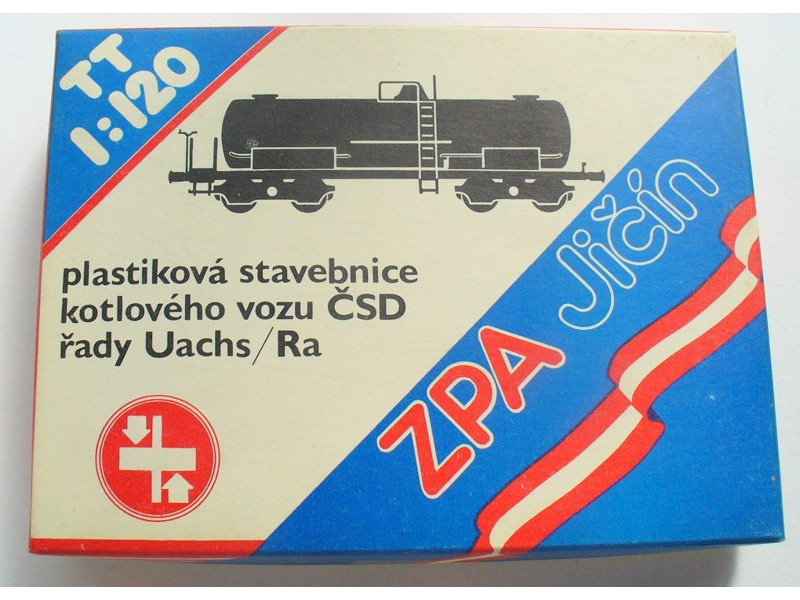 TT
1:120
plastiková stavebnice
kotlového vozu ČSD
řady Uachs/Ra
ZPA Jičín